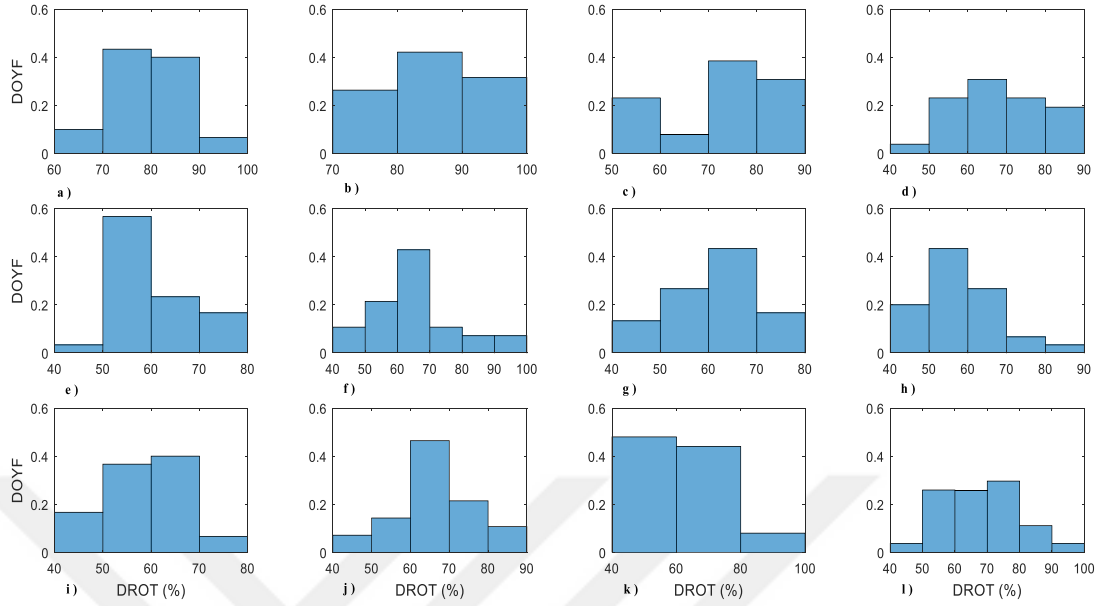 0.6 0.6 0.6 0.6
DOYF 0.4 0.4 0.4 0.4
0.2 0.2 0.2 0.2
0 0 0 0
60 70 80 90 100 70 80 90 100 50 60 70 80 90 40 50 60 70 80 90
a ) b ) c ) d )
0.6 0.6 0.6 0.6
DOYF 0.4 0.4 0.4 0.4
0.2 0.2 0.2 0.2
0 0 0 0
40 50 60 70 80 40 50 60 70 80 90 100 40 50 60 70 80 40 50 60 70 80 90
e ) f ) g ) h )
0.6 0.6 0.6 0.6
DOYF 0.4 0.4 0.4 0.4
0.2 0.2 0.2 0.2
0 0 0 0
40 50 60 70 80 40 50 60 70 80 90 40 60 80 100 40 50 60 70 80 90 100
i ) DROT (%) j ) DROT (%) k ) DROT (%) l ) DROT (%)